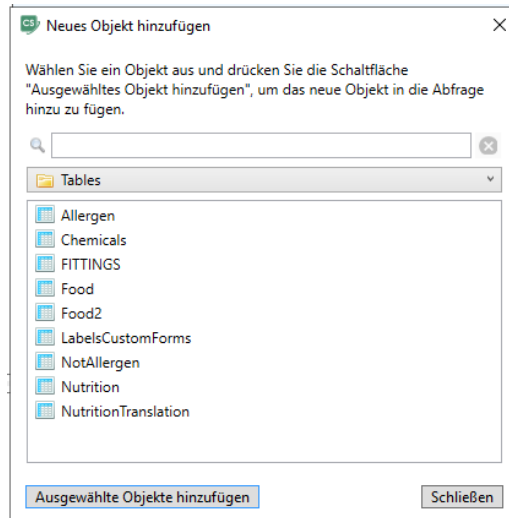 CS Neues Objekt hinzufügen
Wählen Sie ein Objekt aus und drücken Sie die Schaltfläche
"Ausgewähltes Objekt hinzufügen", um das neue Objekt in die Abfrage
hinzu zu fügen.
Tables
Allergen
Chemicals
FITTINGS
Food
Food2
LabelsCustomForms
NotAllergen
Nutrition
NutritionTranslation
Ausgewählte Objekte hinzufügen Schließen